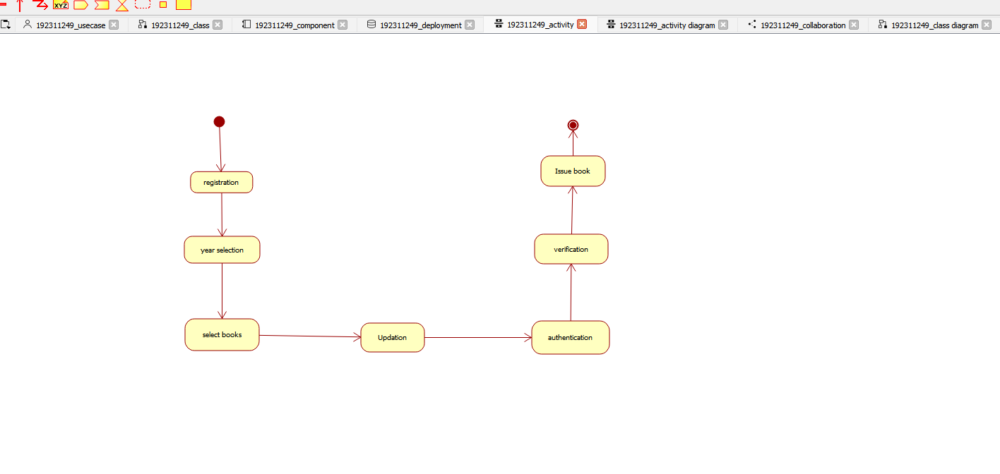 XYZ
192311249_usecase
192311249_class
192311249_component
192311249_deployment
192311249_activity
192311249_activity diagram
192311249_collaboration
192311249_class diagram
registration
year selection
select books
Updation
authentication
verification
Issue book